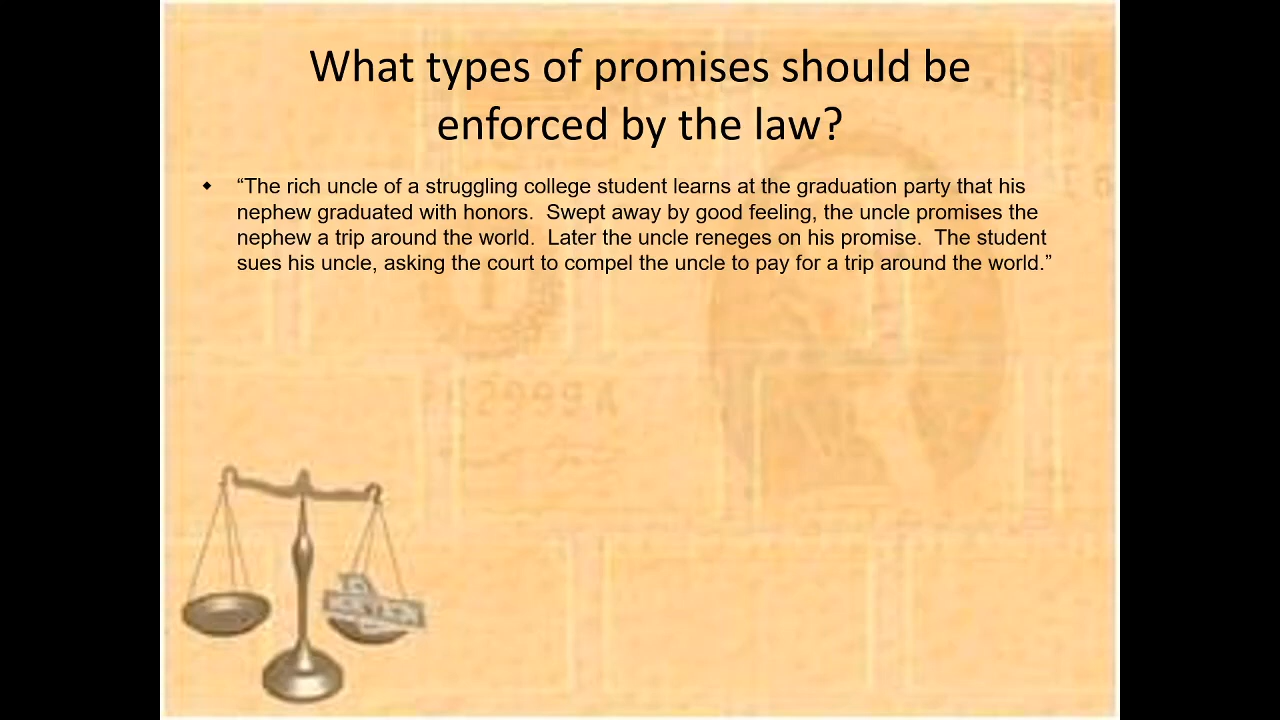 What types of promises should be
enforced by the law?
◆ “The rich uncle of a struggling college student learns at the graduation party that his
nephew graduated with honors.  Swept away by good feeling, the uncle promises the
nephew a trip around the world.  Later the uncle reneges on his promise.  The student
sues his uncle, asking the court to compel the uncle to pay for a trip around the world.”